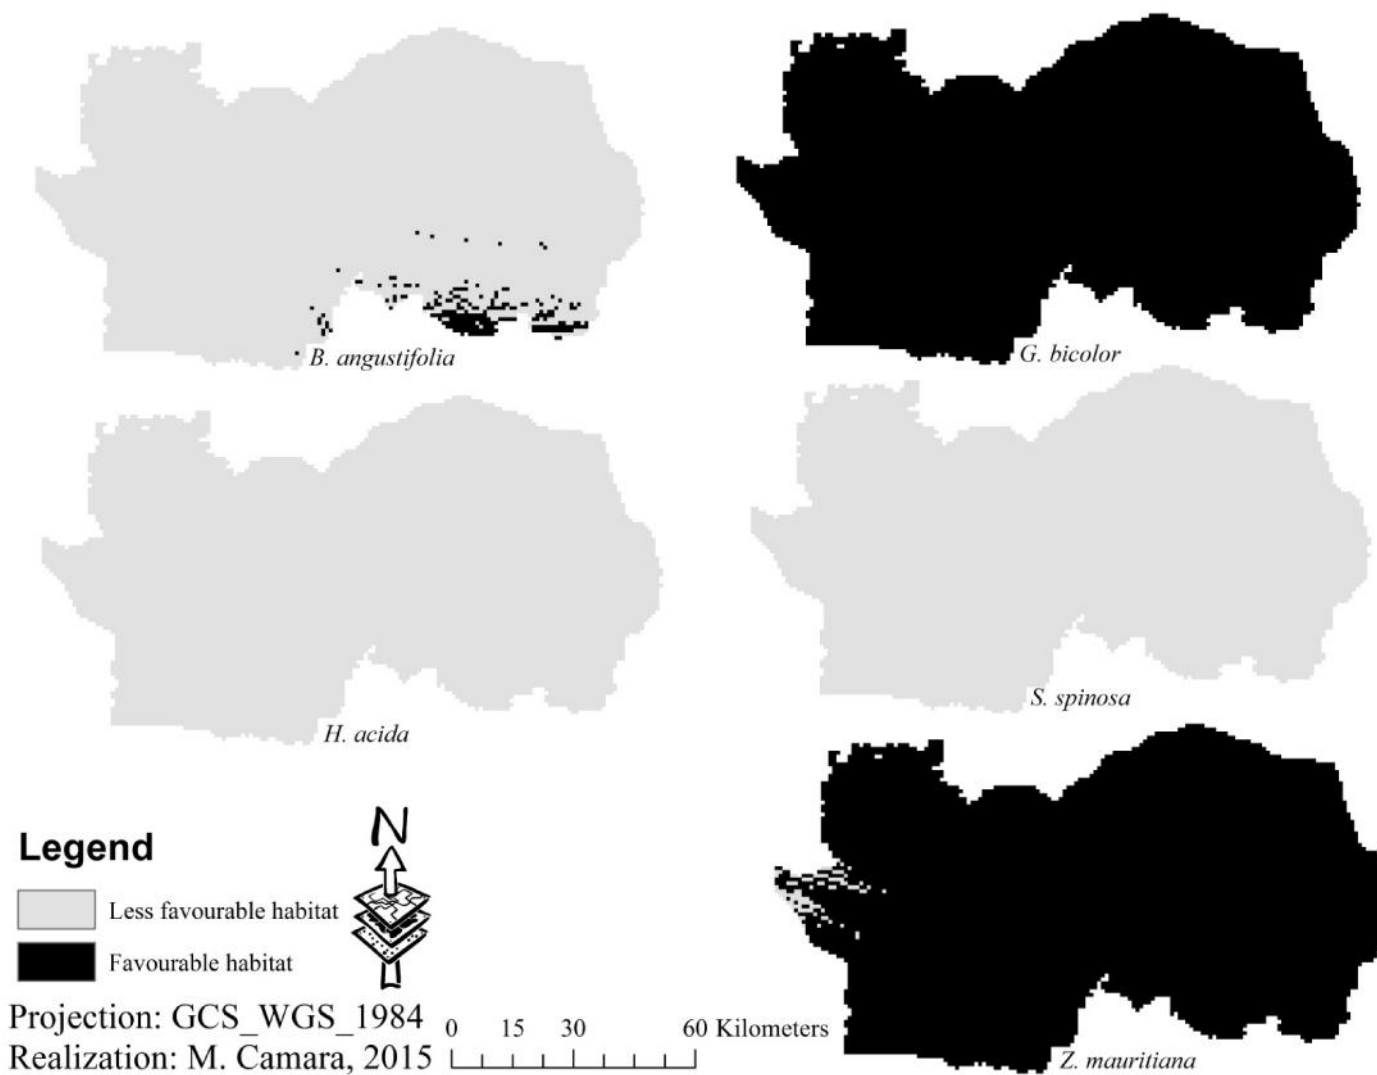 B. angustifolia
G. bicolor
H. acida
S. spinosa
Z. mauritiana
Legend
Less favourable habitat
Favourable habitat
N
Projection: GCS_WGS_1984
Realization: M. Camara, 2015
0 15 30 60 Kilometers